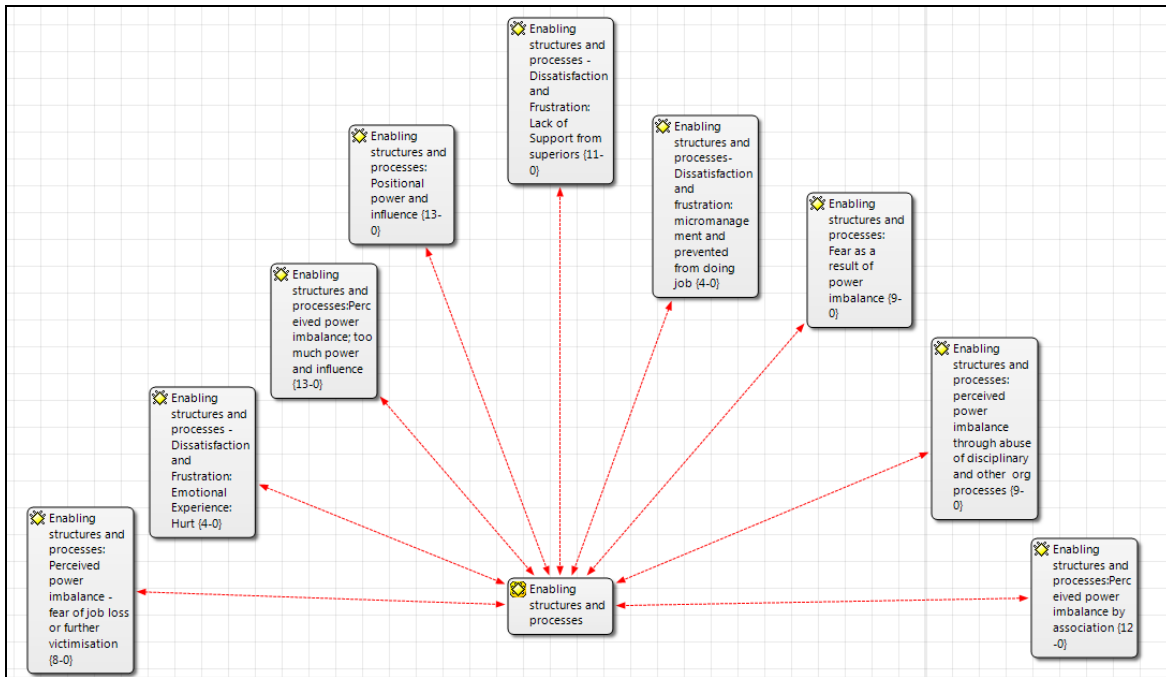 Enabling
structures and
processes -
Dissatisfaction
and
Frustration:
Lack of
Support from
superiors {11-
0}
Enabling
structures and
processes-
Dissatisfaction
and
frustration:
micromanage
ment and
prevented
from doing
job {4-0}
Enabling
structures and
processes:
Positional
power and
influence {13-
0}
Enabling
structures and
processes:
Fear as a
result of
power
imbalance {9-
0}
Enabling
structures and
processes:Perc
eived power
imbalance; too
much power
and influence
{13-0}
Enabling
structures and
processes:
perceived
power
imbalance
through abuse
of disciplinary
and other org
processes {9-
0}
Enabling
structures and
processes -
Dissatisfaction
and
Frustration:
Emotional
Experience:
Hurt {4-0}
Enabling
structures and
processes:
Perceived
power
imbalance -
fear of job loss
or further
victimisation
{8-0}
Enabling
structures and
processes
Enabling
structures and
processes:Perc
eived power
imbalance by
association {12
-0}